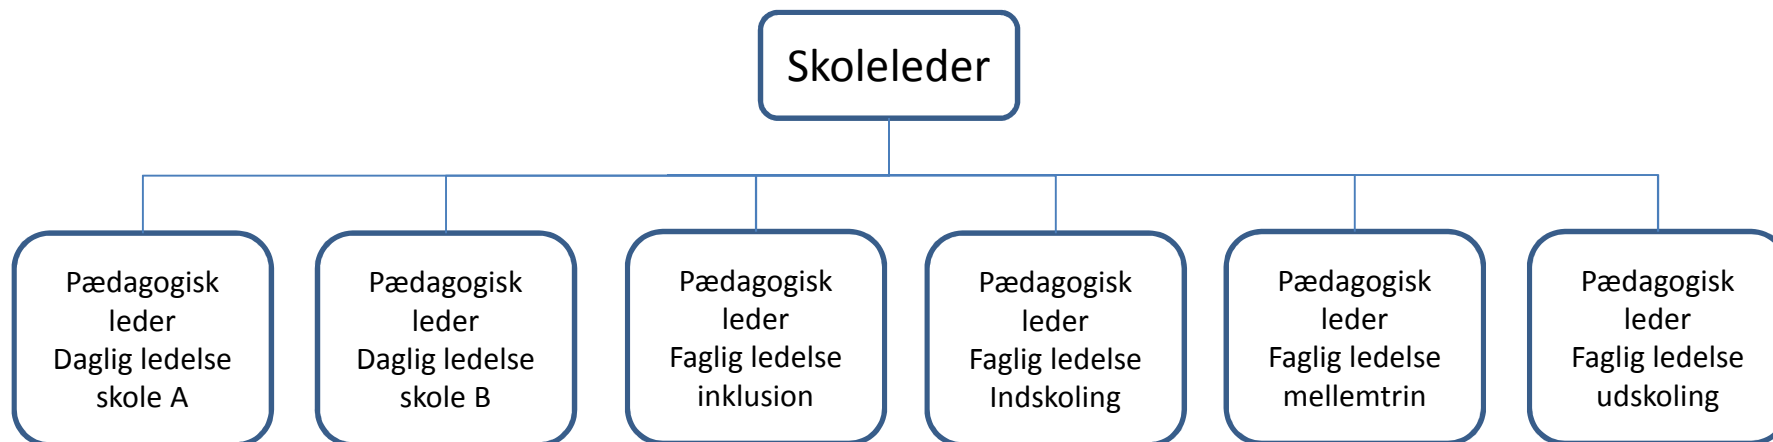 Skoleleder
Pædagogisk
leder
Daglig ledelse
skole A
Pædagogisk
leder
Daglig ledelse
skole B
Pædagogisk
leder
Faglig ledelse
inklusion
Pædagogisk
leder
Faglig ledelse
Indskoling
Pædagogisk
leder
Faglig ledelse
mellemtrin
Pædagogisk
leder
Faglig ledelse
udskoling